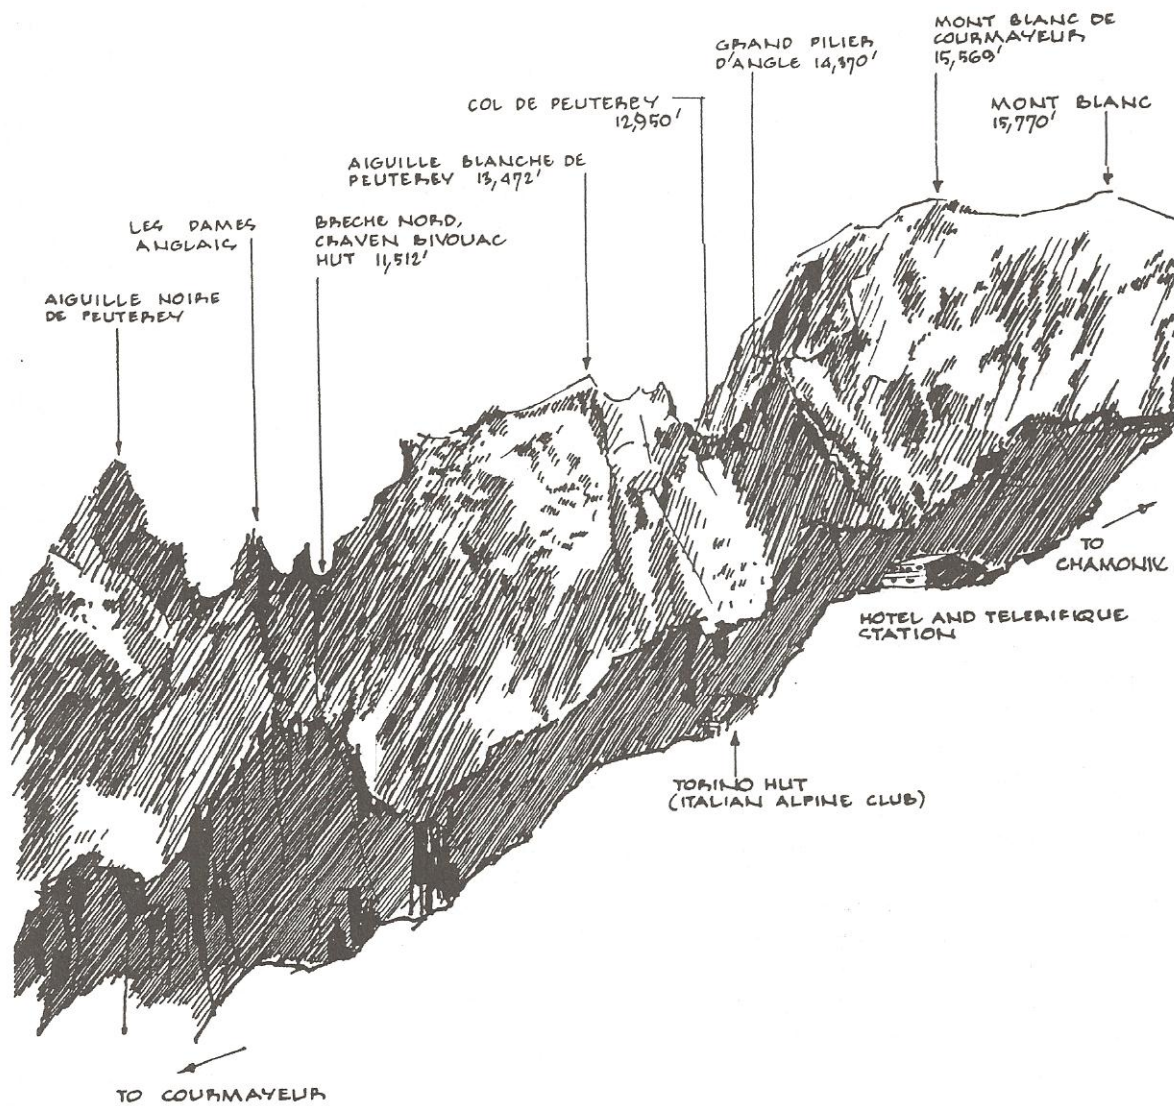 MONT BLANC DE
COURMAYEUR
15,569'
GRAND PILIER
D'ANGLE 14,370'
MONT BLANC
15,770'
COL DE PEUTEREY
12,950'
AIGUILLE BLANCHE DE
PEUTEREY 13,472'
LES DAMES
ANGLAIS
BRECHE NORD,
CRAVEN BIVOUAC
HUT 11,512'
AIGUILLE NOIRE
DE PEUTEREY
TO
CHAMONIX
HOTEL AND TELERIFIQUE
STATION
TORINO HUT
(ITALIAN ALPINE CLUB)
TO COURMAYEUR